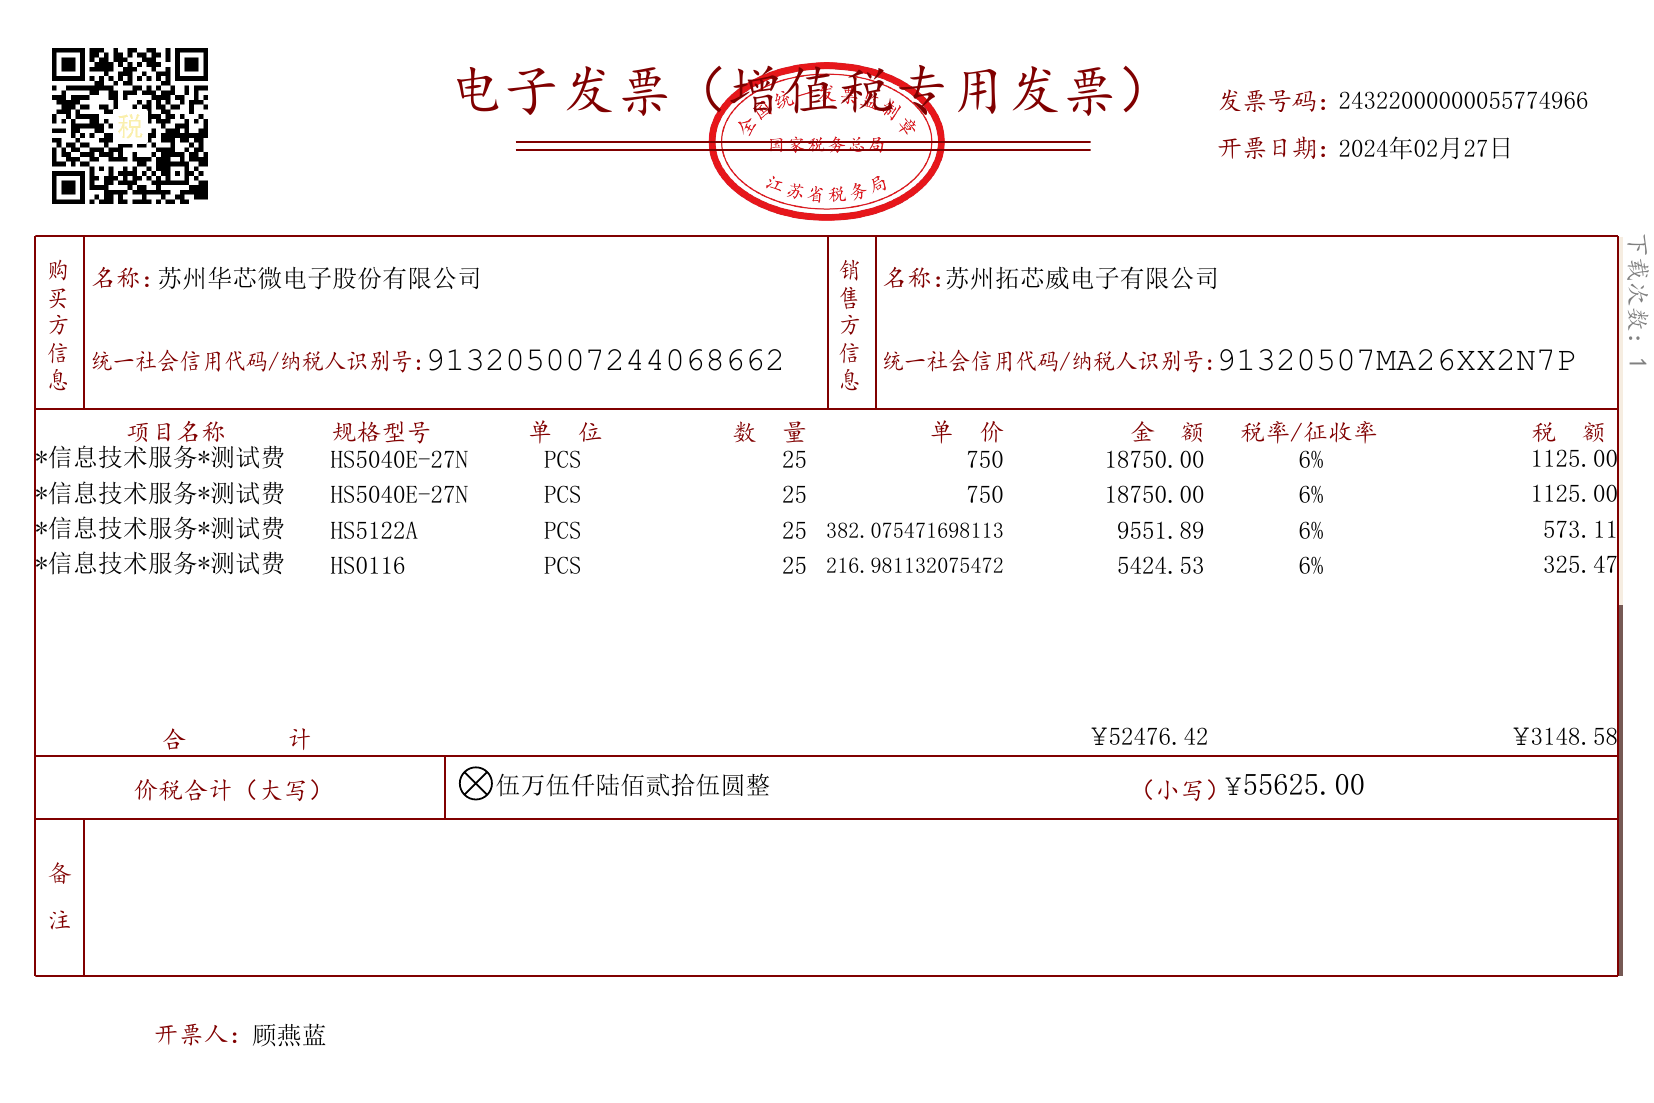 电子发票（增值税专用发票）
全国统一发票监制章
国家税务总局
江苏省税务局
税
发票号码：24322000000055774966
开票日期：2024年02月27日
下载次数：1
购买方信息
名称：苏州华芯微电子股份有限公司
统一社会信用代码/纳税人识别号：913205007244068662
销售方信息
名称：苏州拓芯威电子有限公司
统一社会信用代码/纳税人识别号：91320507MA26XX2N7P
项目名称 规格型号 单 位 数 量 单 价 金 额 税率/征收率 税 额
*信息技术服务*测试费 HS5040E-27N PCS 25 750 18750.00 6% 1125.00
*信息技术服务*测试费 HS5040E-27N PCS 25 750 18750.00 6% 1125.00
*信息技术服务*测试费 HS5122A PCS 25 382.075471698113 9551.89 6% 573.11
*信息技术服务*测试费 HS0116 PCS 25 216.981132075472 5424.53 6% 325.47
合 计 ¥52476.42 ¥3148.58
价税合计（大写） 伍万伍仟陆佰贰拾伍圆整 （小写）¥55625.00
备注
开票人：顾燕蓝